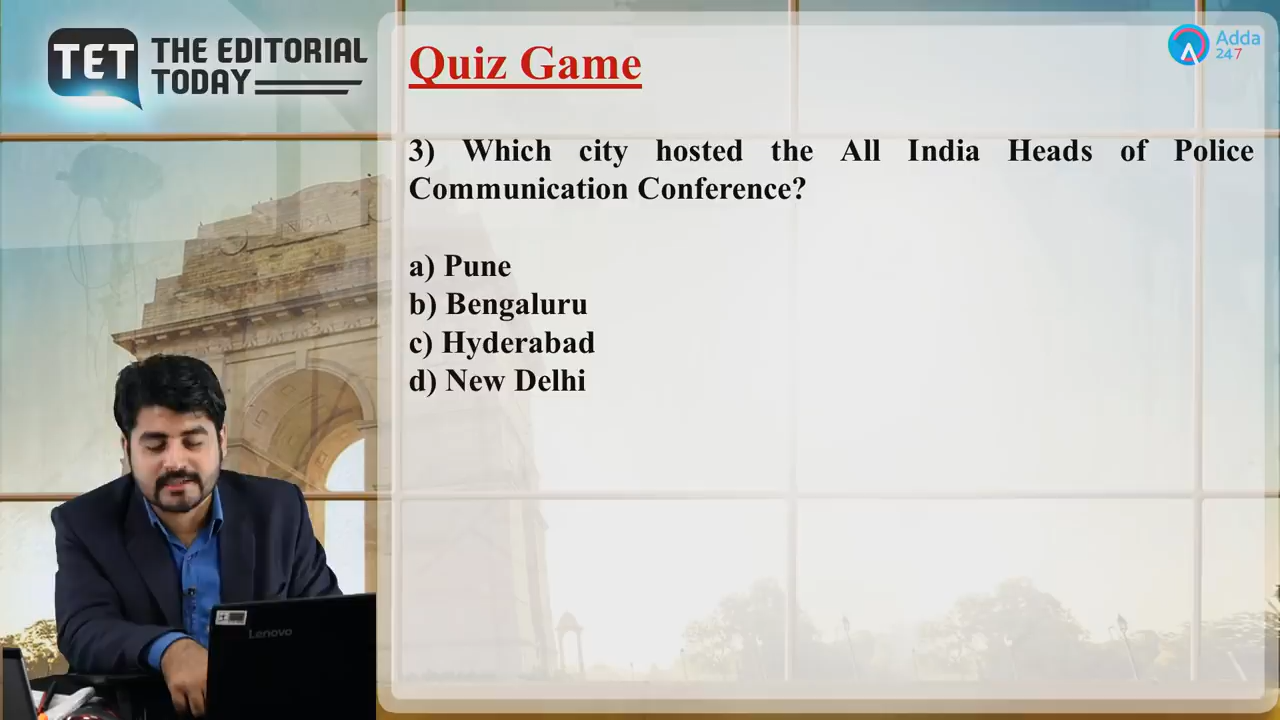 TET THE EDITORIAL
TODAY
Quiz Game
Adda
247
3) Which city hosted the All India Heads of Police
Communication Conference?
a) Pune
b) Bengaluru
c) Hyderabad
d) New Delhi
INDIA
Lenovo